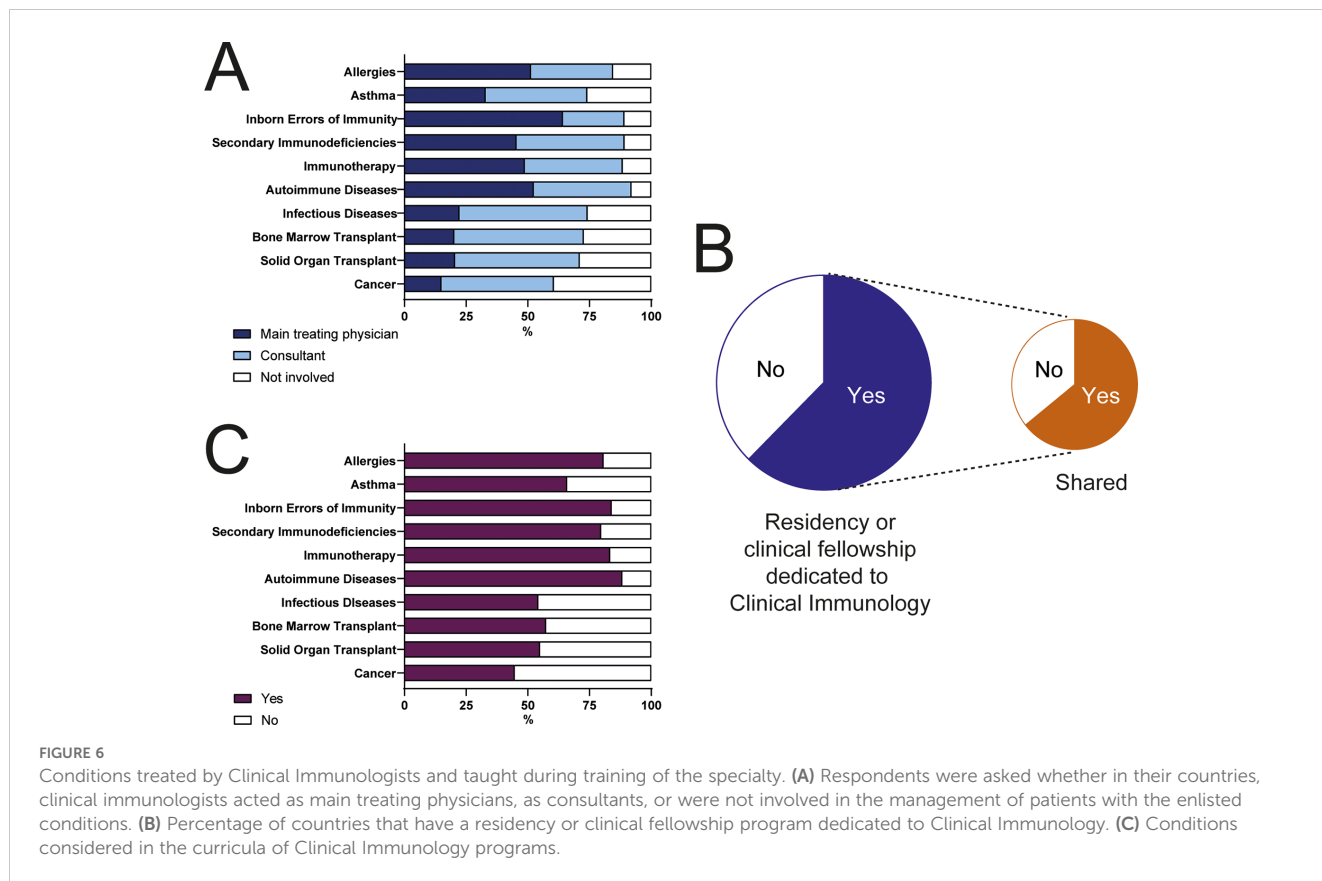 A
Allergies
Asthma
Inborn Errors of Immunity
Secondary Immunodeficiencies
Immunotherapy
Autoimmune Diseases
Infectious Diseases
Bone Marrow Transplant
Solid Organ Transplant
Cancer
0 25 50 75 100
%
Main treating physician
Consultant
Not involved
B
No
Yes
No
Yes
Shared
Residency or
clinical fellowship
dedicated to
Clinical Immunology
C
Allergies
Asthma
Inborn Errors of Immunity
Secondary Immunodeficiencies
Immunotherapy
Autoimmune Diseases
Infectious DIseases
Bone Marrow Transplant
Solid Organ Transplant
Cancer
0 25 50 75 100
%
Yes
No
FIGURE 6
Conditions treated by Clinical Immunologists and taught during training of the specialty. (A) Respondents were asked whether in their countries,
clinical immunologists acted as main treating physicians, as consultants, or were not involved in the management of patients with the enlisted
conditions. (B) Percentage of countries that have a residency or clinical fellowship program dedicated to Clinical Immunology. (C) Conditions
considered in the curricula of Clinical Immunology programs.